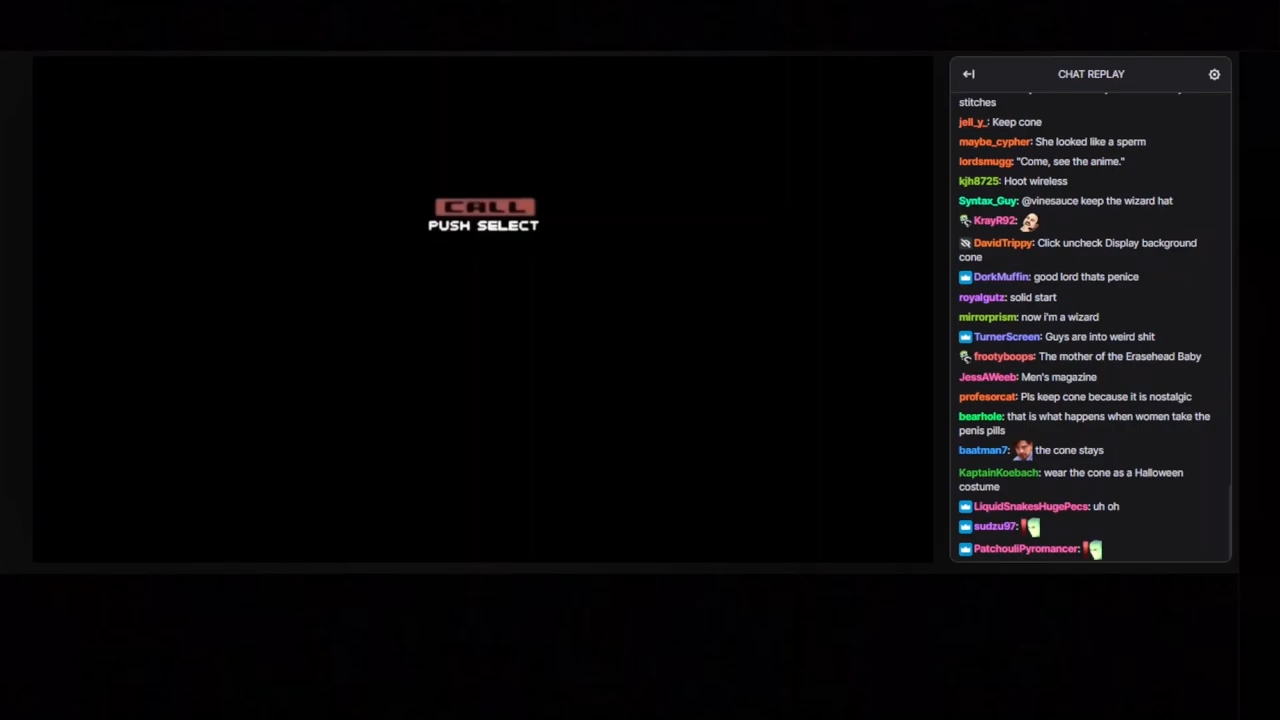 CALL
PUSH SELECT
CHAT REPLAY
stitches
jell_y_: Keep cone
maybe_cypher: She looked like a sperm
lordsmugg: "Come, see the anime."
kjh8725: Hoot wireless
Syntax_Guy: @vinesauce keep the wizard hat
KrayR92:
DavidTrippy: Click uncheck Display background
cone
DorkMuffin: good lord thats penice
royalgutz: solid start
mirrorprism: now i'm a wizard
TurnerScreen: Guys are into weird shit
frootyboops: The mother of the Erasehead Baby
JessAWeeb: Men's magazine
profesorcat: Pls keep cone because it is nostalgic
bearhole: that is what happens when women take the
penis pills
baatman7: the cone stays
KaptainKoebach: wear the cone as a Halloween
costume
LiquidSnakesHugePecs: uh oh
sudzu97:
PatchouliPyromancer: